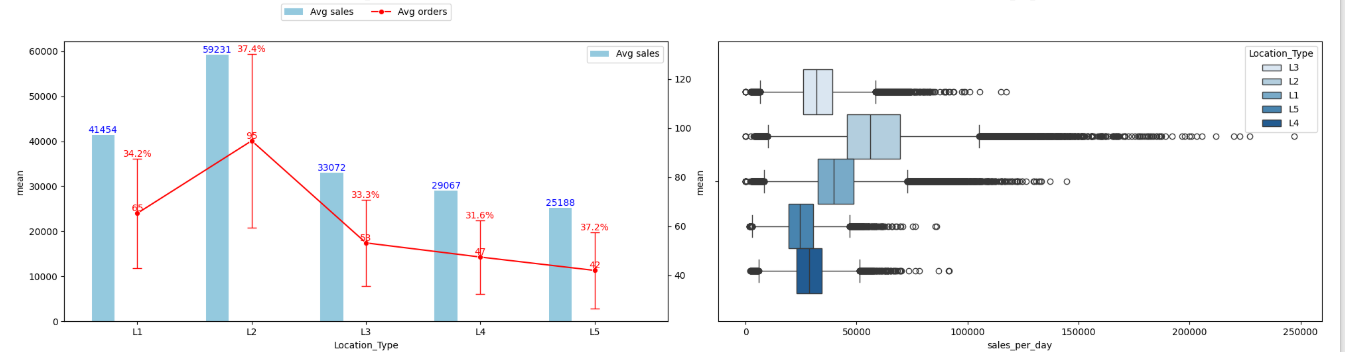 Avg sales Avg orders
Avg sales
60000
50000
40000
30000
20000
10000
0
mean
41454
59231
33072
29067
25188
34.2%
37.4%
33.3%
31.6%
37.2%
65
95
53
47
42
120
100
80
60
40
mean
L1 L2 L3 L4 L5
Location_Type
Location_Type
L3
L2
L1
L5
L4
0 50000 100000 150000 200000 250000
sales_per_day